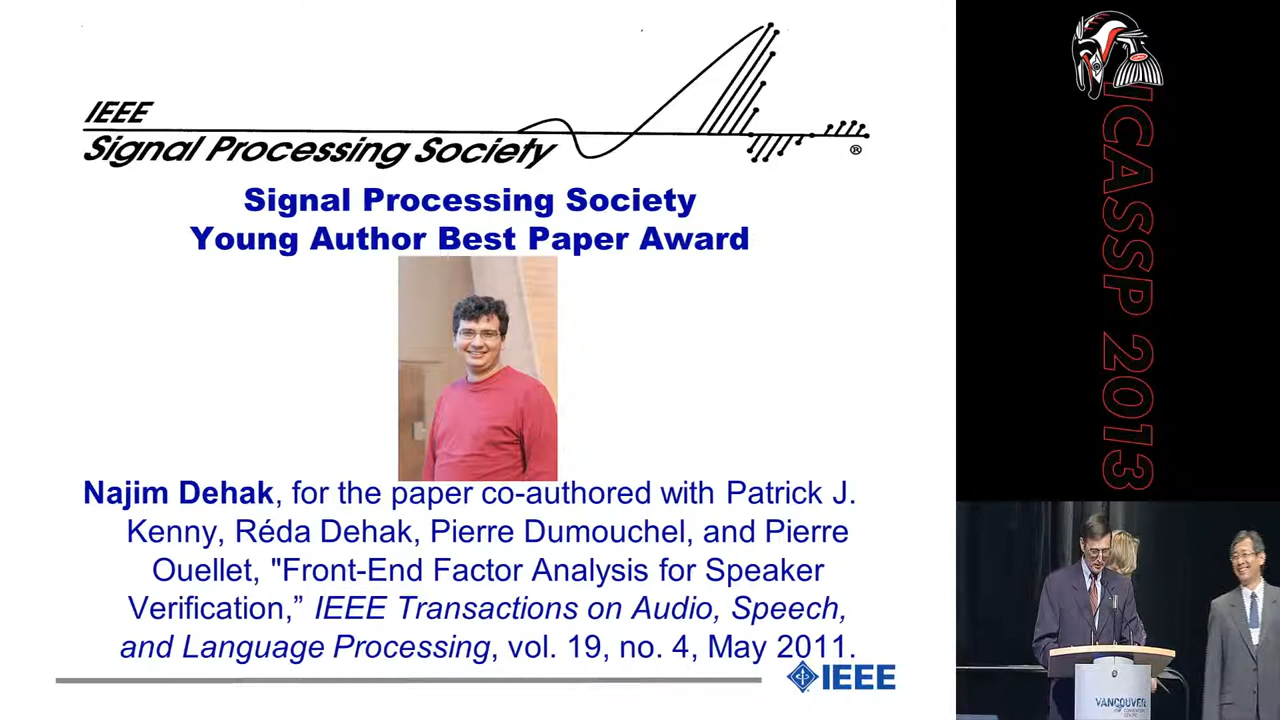 IEEE
Signal Processing Society
®
Signal Processing Society
Young Author Best Paper Award
Najim Dehak, for the paper co-authored with Patrick J.
Kenny, Réda Dehak, Pierre Dumouchel, and Pierre
Ouellet, "Front-End Factor Analysis for Speaker
Verification,” IEEE Transactions on Audio, Speech,
and Language Processing, vol. 19, no. 4, May 2011.
IEEE
ICASSP 2013
VANCOUVER
CONVENTION
CENTRE